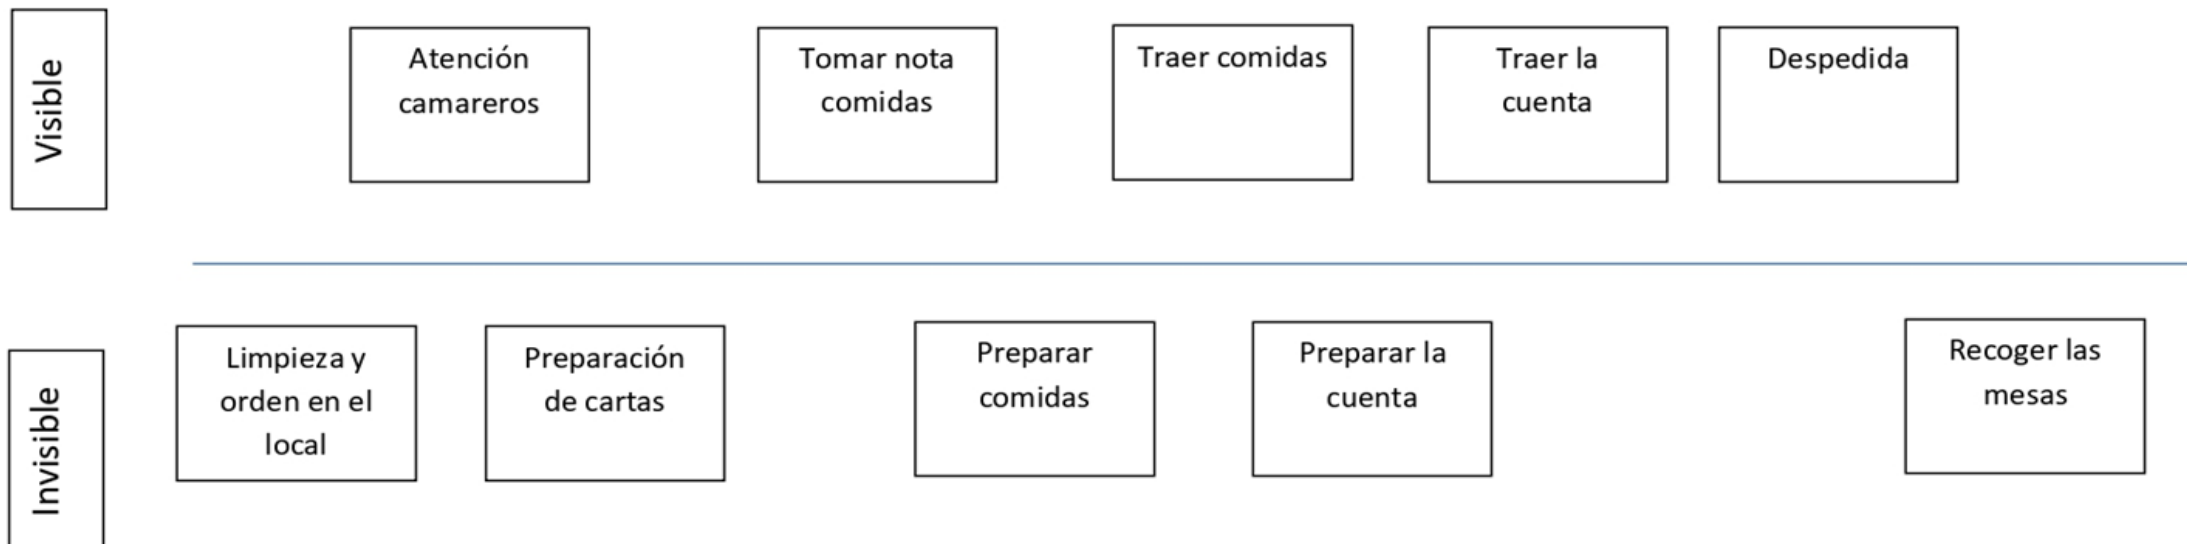 Visible
Atención
camareros
Tomar nota
comidas
Traer comidas
Traer la
cuenta
Despedida
Invisible
Limpieza y
orden en el
local
Preparación
de cartas
Preparar
comidas
Preparar la
cuenta
Recoger las
mesas